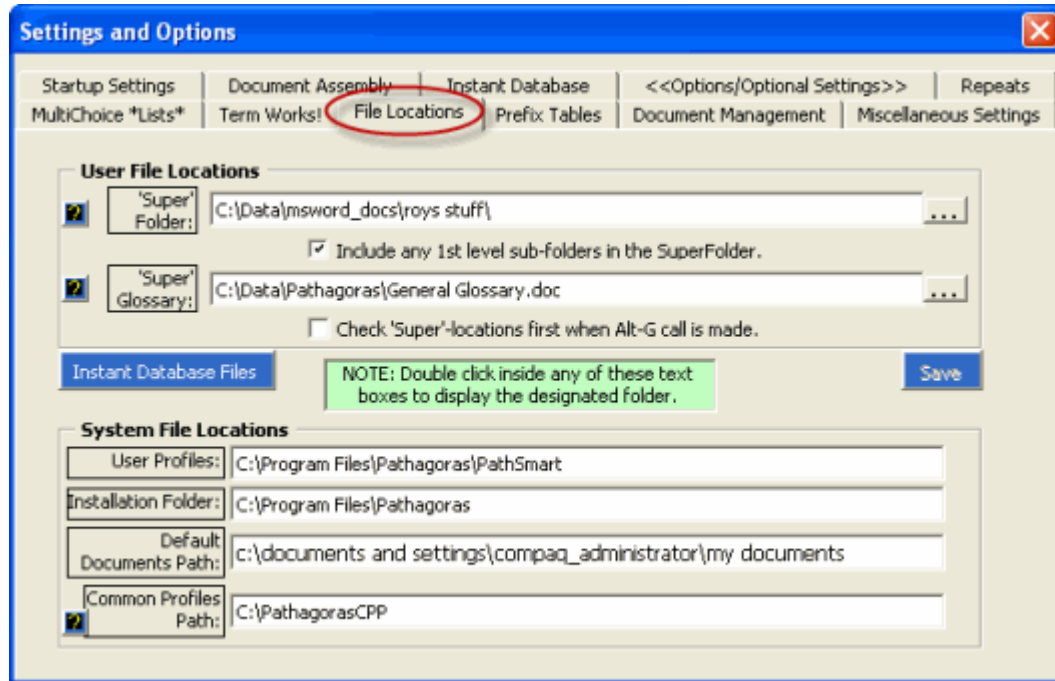 Settings and Options
Startup Settings Document Assembly Instant Database <<Options/Optional Settings>> Repeats
MultiChoice *Lists* Term Works! File Locations Prefix Tables Document Management Miscellaneous Settings
User File Locations
'Super'
Folder:
C:\Data\msword_docs\roys stuff\
...
Include any 1st level sub-folders in the SuperFolder.
'Super'
Glossary:
C:\Data\Pathagoras\General Glossary.doc
...
Check 'Super'-locations first when Alt-G call is made.
Instant Database Files
NOTE: Double click inside any of these text
boxes to display the designated folder.
Save
System File Locations
User Profiles: C:\Program Files\Pathagoras\PathSmart
Installation Folder: C:\Program Files\Pathagoras
Default
Documents Path:
c:\documents and settings\compaq_administrator\my documents
Common Profiles
Path:
C:\PathagorasCPP